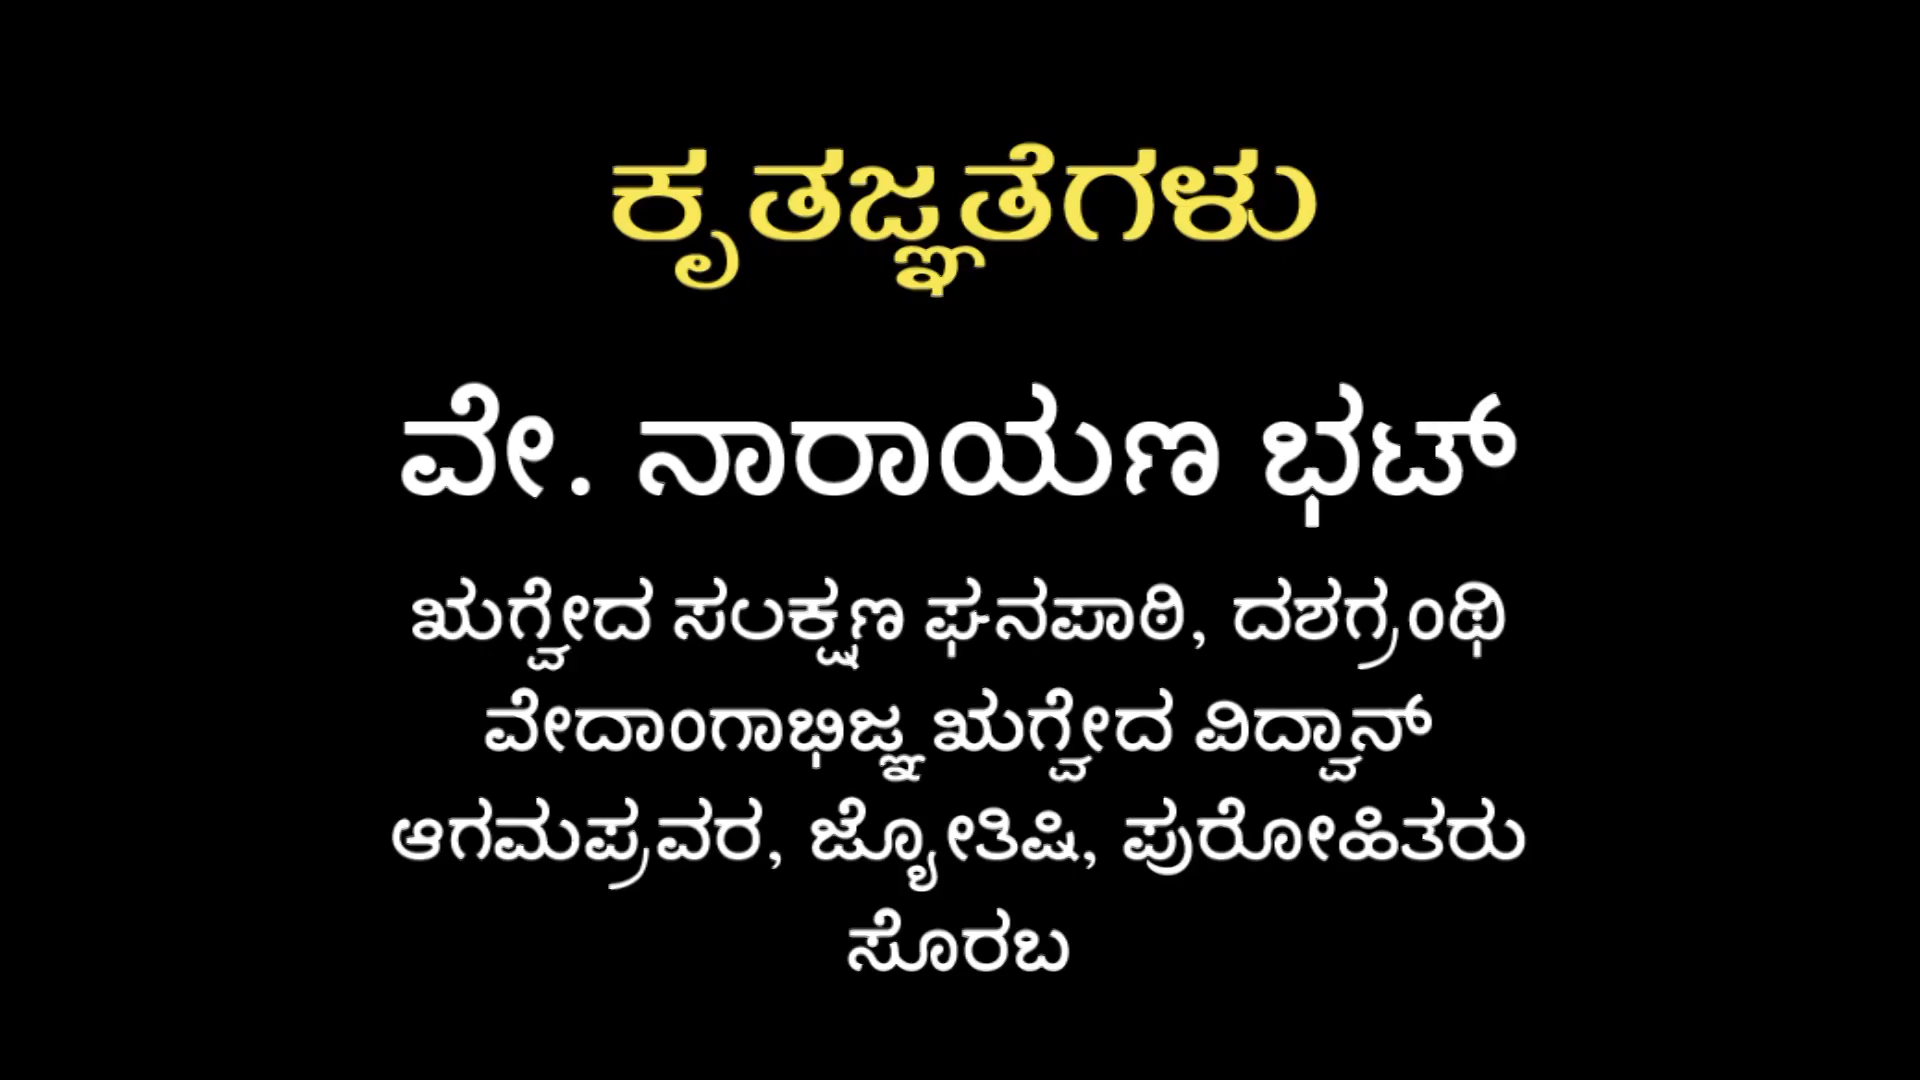 ಕೃತಜ್ಞತೆಗಳು
ವೇ. ನಾರಾಯಣ ಭಟ್
ಋಗ್ವೇದ ಸಲಕ್ಷಣ ಘನಪಾಠಿ, ದಶಗ್ರಂಥಿ
ವೇದಾಂಗಾಭಿಜ್ಞ ಋಗ್ವೇದ ವಿದ್ವಾನ್
ಆಗಮಪ್ರವರ, ಜ್ಯೋತಿಷಿ, ಪುರೋಹಿತರು
ಸೊರಬ